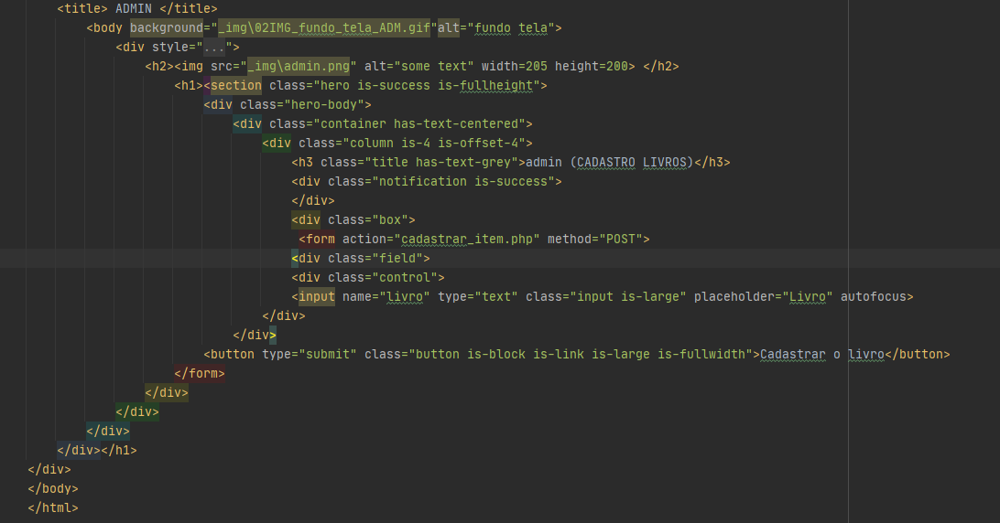 <title> ADMIN </title>
<body background="_img\02IMG_fundo_tela_ADM.gif"alt="fundo tela">
<div style="...">
<h2><img src="_img\admin.png" alt="some text" width=205 height=200> </h2>
<h1><section class="hero is-success is-fullheight">
<div class="hero-body">
<div class="container has-text-centered">
<div class="column is-4 is-offset-4">
<h3 class="title has-text-grey">admin (CADASTRO LIVROS)</h3>
<div class="notification is-success">
</div>
<div class="box">
<form action="cadastrar_item.php" method="POST">
<div class="field">
<div class="control">
<input name="livro" type="text" class="input is-large" placeholder="Livro" autofocus>
</div>
</div>
<button type="submit" class="button is-block is-link is-large is-fullwidth">Cadastrar o livro</button>
</form>
</div>
</div>
</div>
</div></h1>
</div>
</body>
</html>